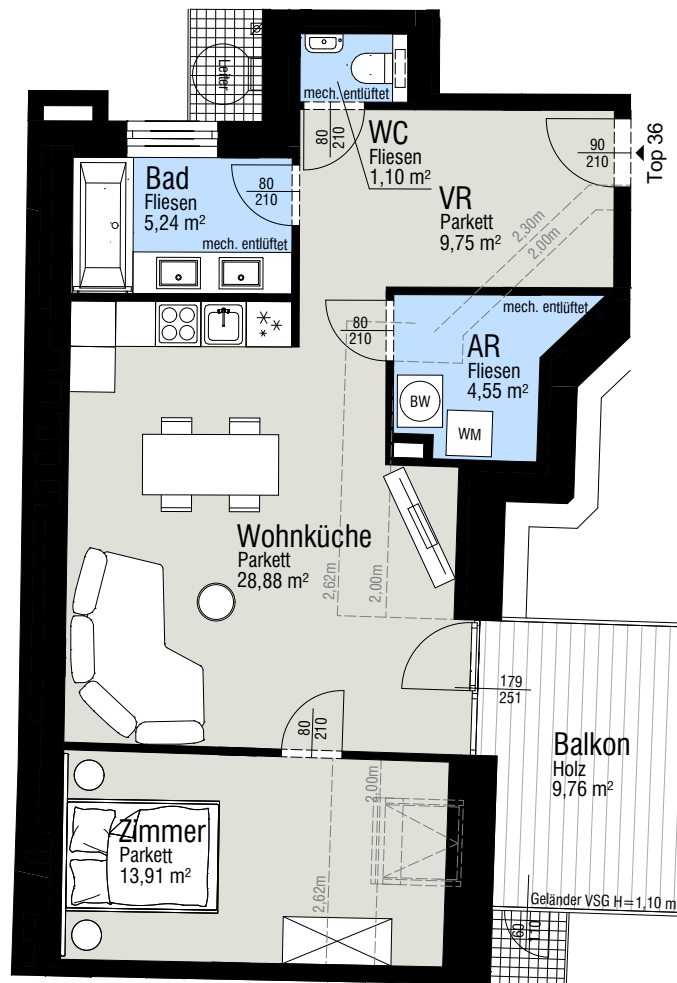 Leiter
mech. entlüftet
80
210
WC
Fliesen
1,10 m²
90
210
Top 36
Bad
Fliesen
5,24 m²
mech. entlüftet
80
210
VR
Parkett
9,75 m²
2,30m
2,00m
mech. entlüftet
80
210
AR
Fliesen
4,55 m²
BW
WM
Wohnküche
Parkett
28,88 m²
2,62m
2,00m
179
251
80
210
Balkon
Holz
9,76 m²
Zimmer
Parkett
13,91 m²
2,00m
2,62m
Geländer VSG H=1,10 m
60
110